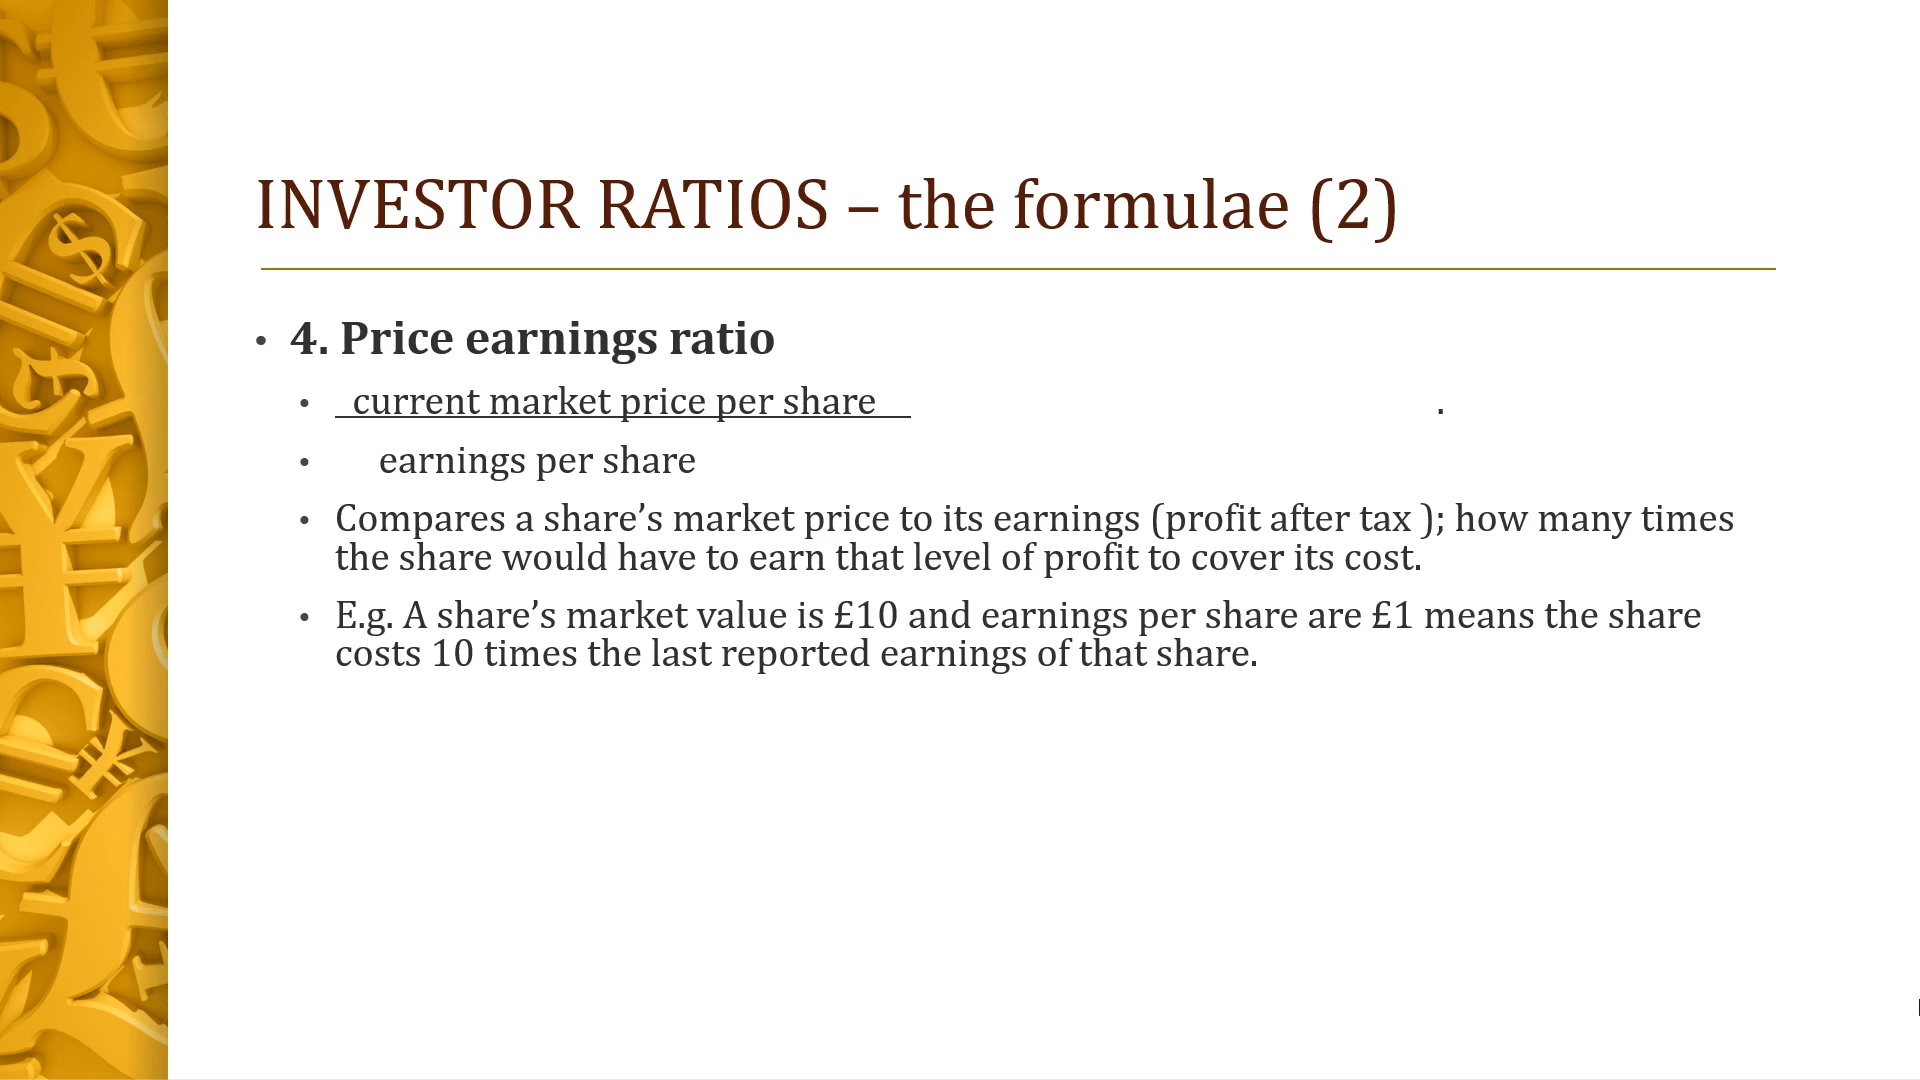 INVESTOR RATIOS – the formulae (2)
• 4. Price earnings ratio
• current market price per share .
• earnings per share
• Compares a share’s market price to its earnings (profit after tax ); how many times
the share would have to earn that level of profit to cover its cost.
• E.g. A share’s market value is £10 and earnings per share are £1 means the share
costs 10 times the last reported earnings of that share.